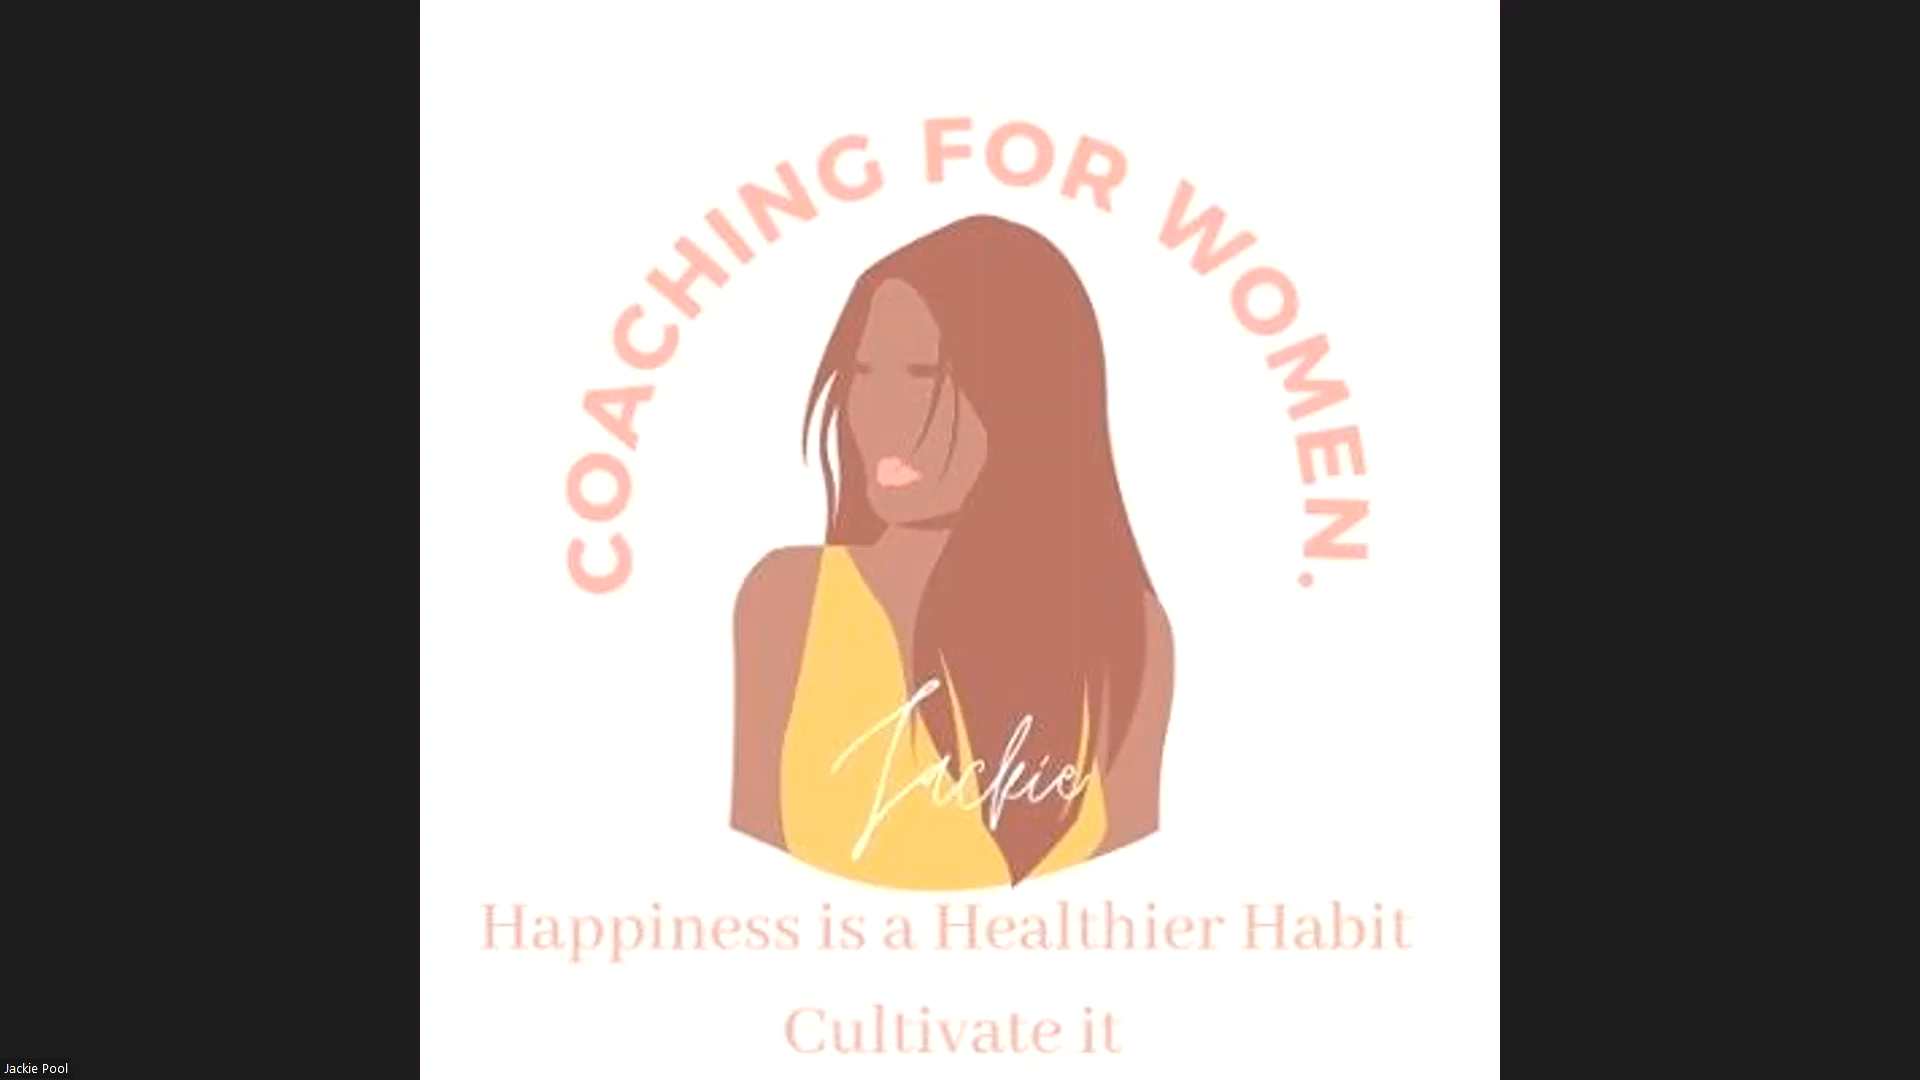 COACHING FOR WOMEN.
Jackie
Happiness is a Healthier Habit
Cultivate it
Jackie Pool